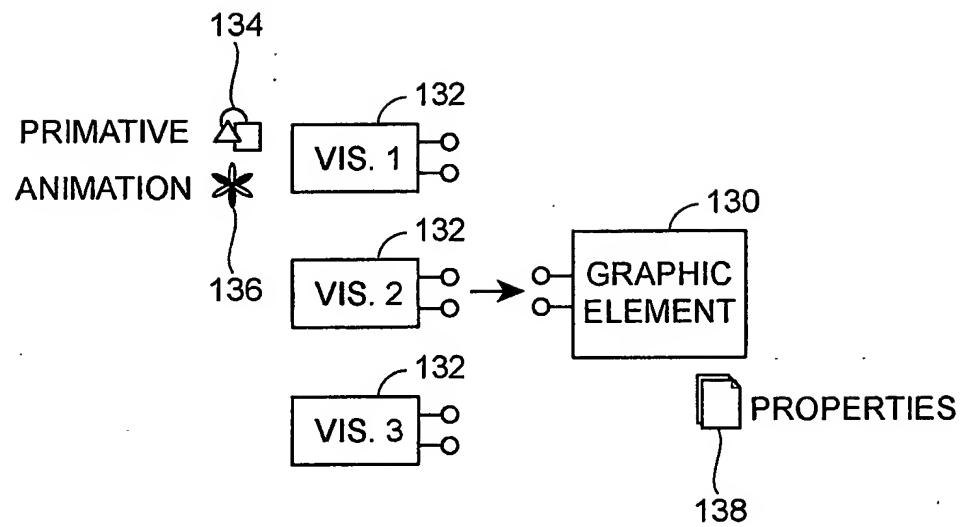 134
132
PRIMATIVE
VIS. 1
ANIMATION
136
132
VIS. 2
130
GRAPHIC
ELEMENT
132
VIS. 3
PROPERTIES
138